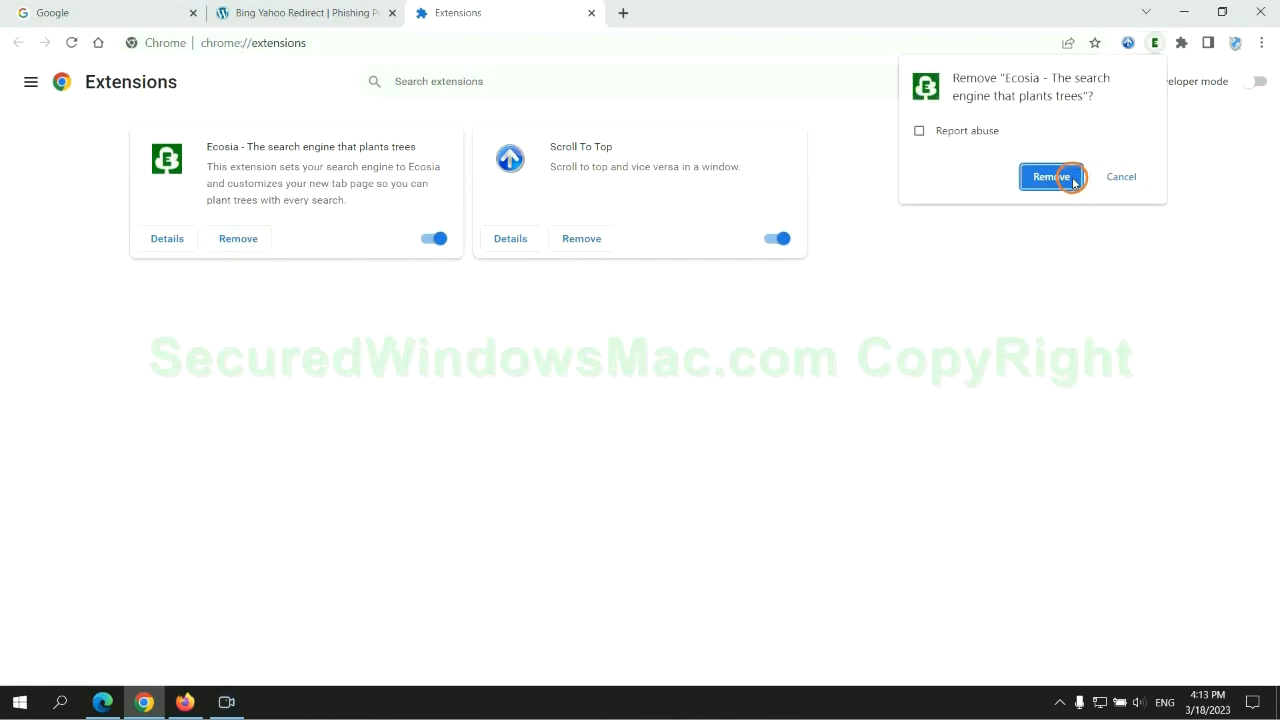 Google
Bing Yahoo Redirect | Phishing P
Extensions
Chrome
chrome://extensions
Extensions
Search extensions
veloper mode
Remove "Ecosia - The search
engine that plants trees"?
Report abuse
Remove
Cancel
Ecosia - The search engine that plants trees
This extension sets your search engine to Ecosia
and customizes your new tab page so you can
plant trees with every search.
Details
Remove
Scroll To Top
Scroll to top and vice versa in a window.
Details
Remove
SecuredWindowsMac.com CopyRight
ENG
4:13 PM
3/18/2023